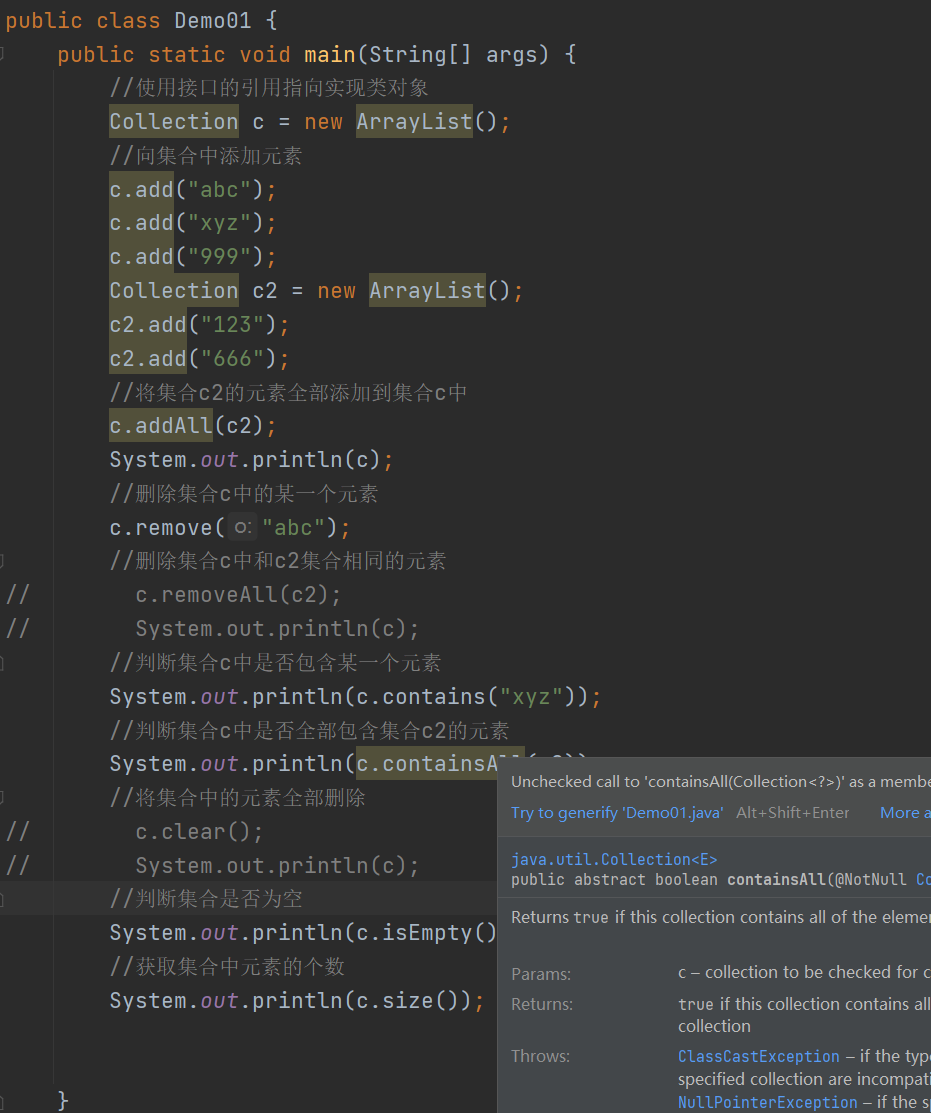 public class Demo01 {
public static void main(String[] args) {
//使用接口的引用指向实现类对象
Collection c = new ArrayList();
//向集合中添加元素
c.add("abc");
c.add("xyz");
c.add("999");
Collection c2 = new ArrayList();
c2.add("123");
c2.add("666");
//将集合c2的元素全部添加到集合c中
c.addAll(c2);
System.out.println(c);
//删除集合c中的某一个元素
c.remove( o: "abc");
//删除集合c中和c2集合相同的元素
// c.removeAll(c2);
// System.out.println(c);
//判断集合c中是否包含某一个元素
System.out.println(c.contains("xyz"));
//判断集合c中是否全部包含集合c2的元素
System.out.println(c.containsAl
//将集合中的元素全部删除
// c.clear();
// System.out.println(c);
//判断集合是否为空
System.out.println(c.isEmpty()
//获取集合中元素的个数
System.out.println(c.size());
}
Unchecked call to 'containsAll(Collection<?>)' as a membe
Try to generify 'Demo01.java' Alt+Shift+Enter More a
java.util.Collection<E>
public abstract boolean containsAll(@NotNull Co
Returns true if this collection contains all of the eleme
Params: c – collection to be checked for c
Returns: true if this collection contains all
collection
Throws: ClassCastException – if the typ
specified collection are incompati
NullPointerException – if the s